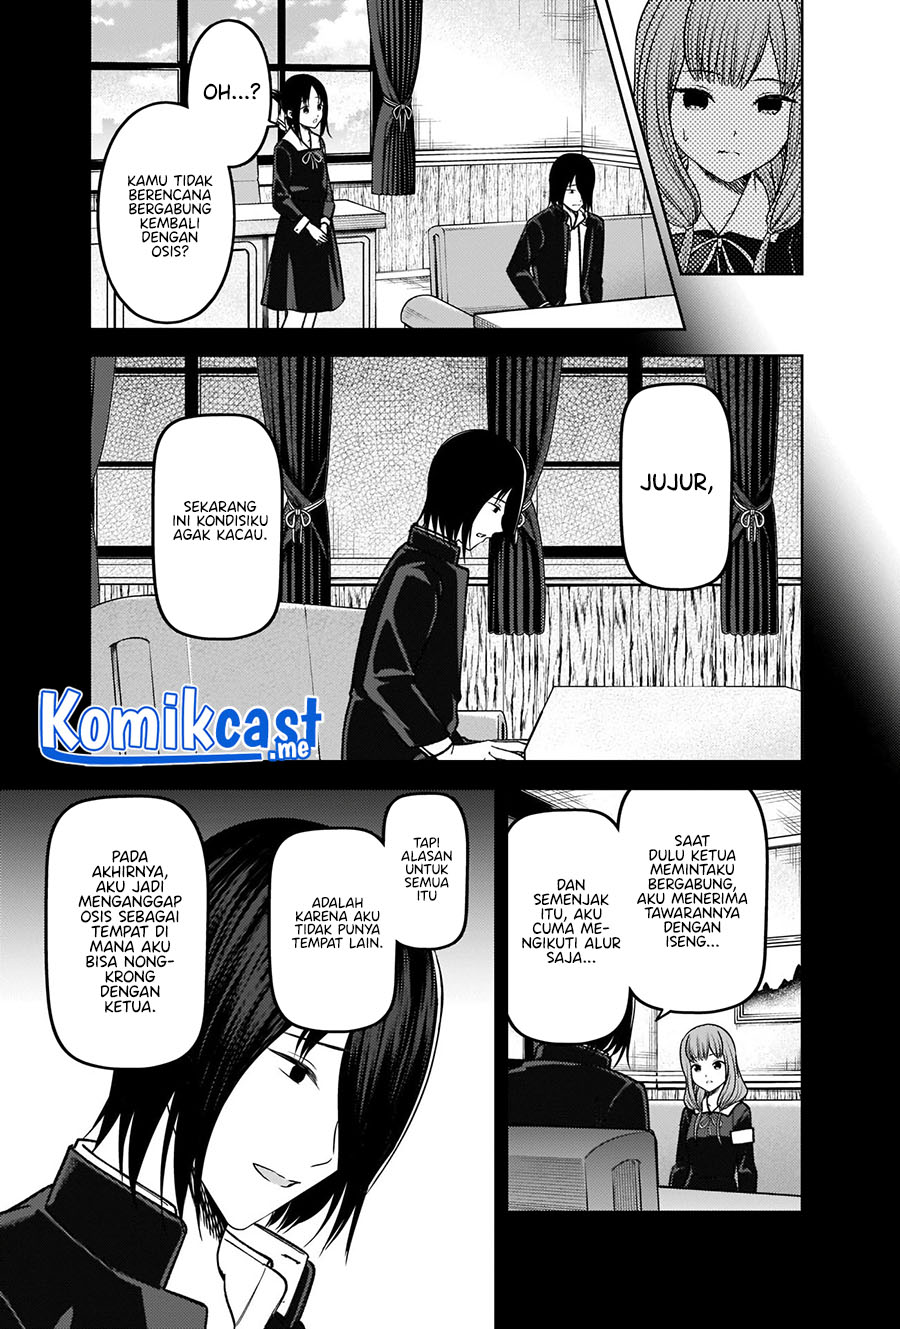 OH...?
KAMU TIDAK
BERENCANA
BERGABUNG
KEMBALI
DENGAN
OSIS?
JUJUR,
SEKARANG
INI KONDISIKU
AGAK KACAU.
Komikcast
.me
SAAT
DULU KETUA
MEMINTAKU
BERGABUNG,
AKU MENERIMA
TAWARANNYA
DENGAN
ISENG...
DAN
SEMENJAK
ITU, AKU
CUMA ME-
NGIKUTI ALUR
SAJA...
TAPI
ALASAN
UNTUK
SEMUA
ITU
ADALAH
KARENA AKU
TIDAK PUNYA
TEMPAT LAIN.
PADA
AKHIRNYA,
AKU JADI
MENGANGGAP
OSIS SEBAGAI
TEMPAT DI
MANA AKU
BISA NONG-
KRONG
DENGAN
KETUA.